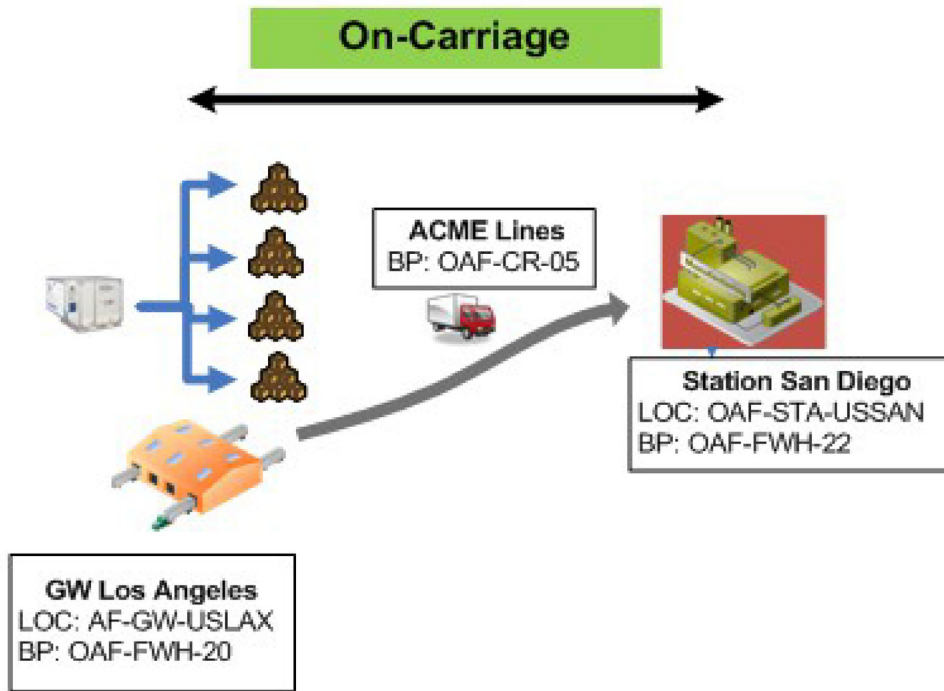 On-Carriage
ACME Lines
BP: OAF-CR-05
Station San Diego
LOC: OAF-STA-USSAN
BP: OAF-FWH-22
GW Los Angeles
LOC: AF-GW-USLAX
BP: OAF-FWH-20